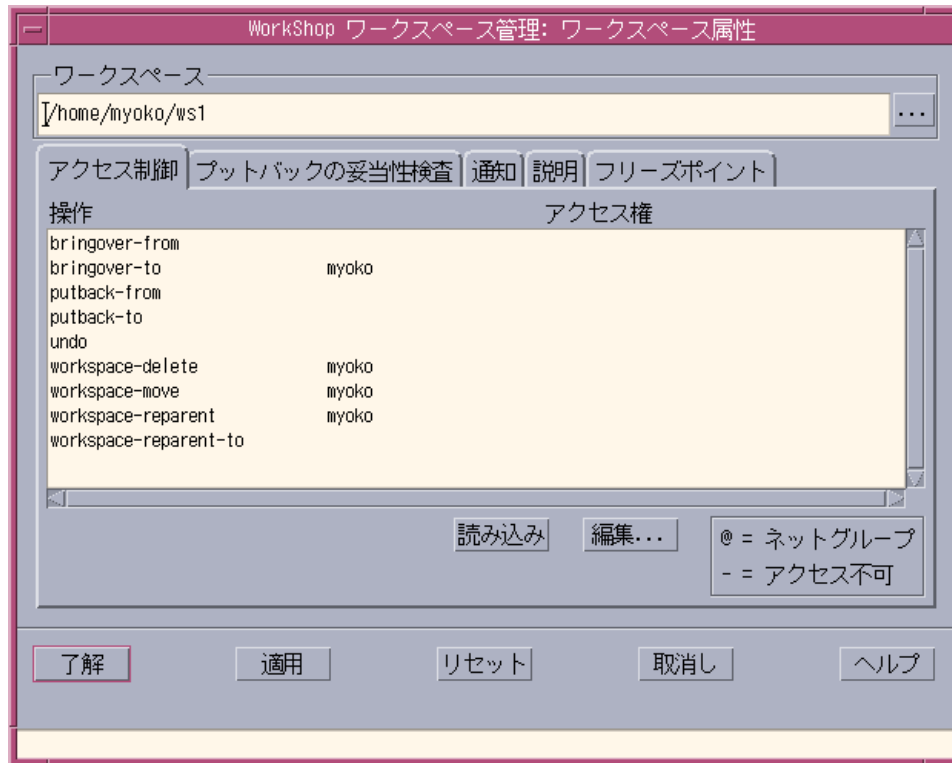 WorkShop ワークスペース管理: ワークスペース属性
ワークスペース
/home/myoko/ws1
...
アクセス制御 プットバックの妥当性検査 通知 説明 フリーズポイント
操作 アクセス権
bringover-from
bringover-to myoko
putback-from
putback-to
undo
workspace-delete myoko
workspace-move myoko
workspace-reparent myoko
workspace-reparent-to
読み込み 編集...
@ = ネットグループ
- = アクセス不可
了解 適用 リセット 取消し ヘルプ